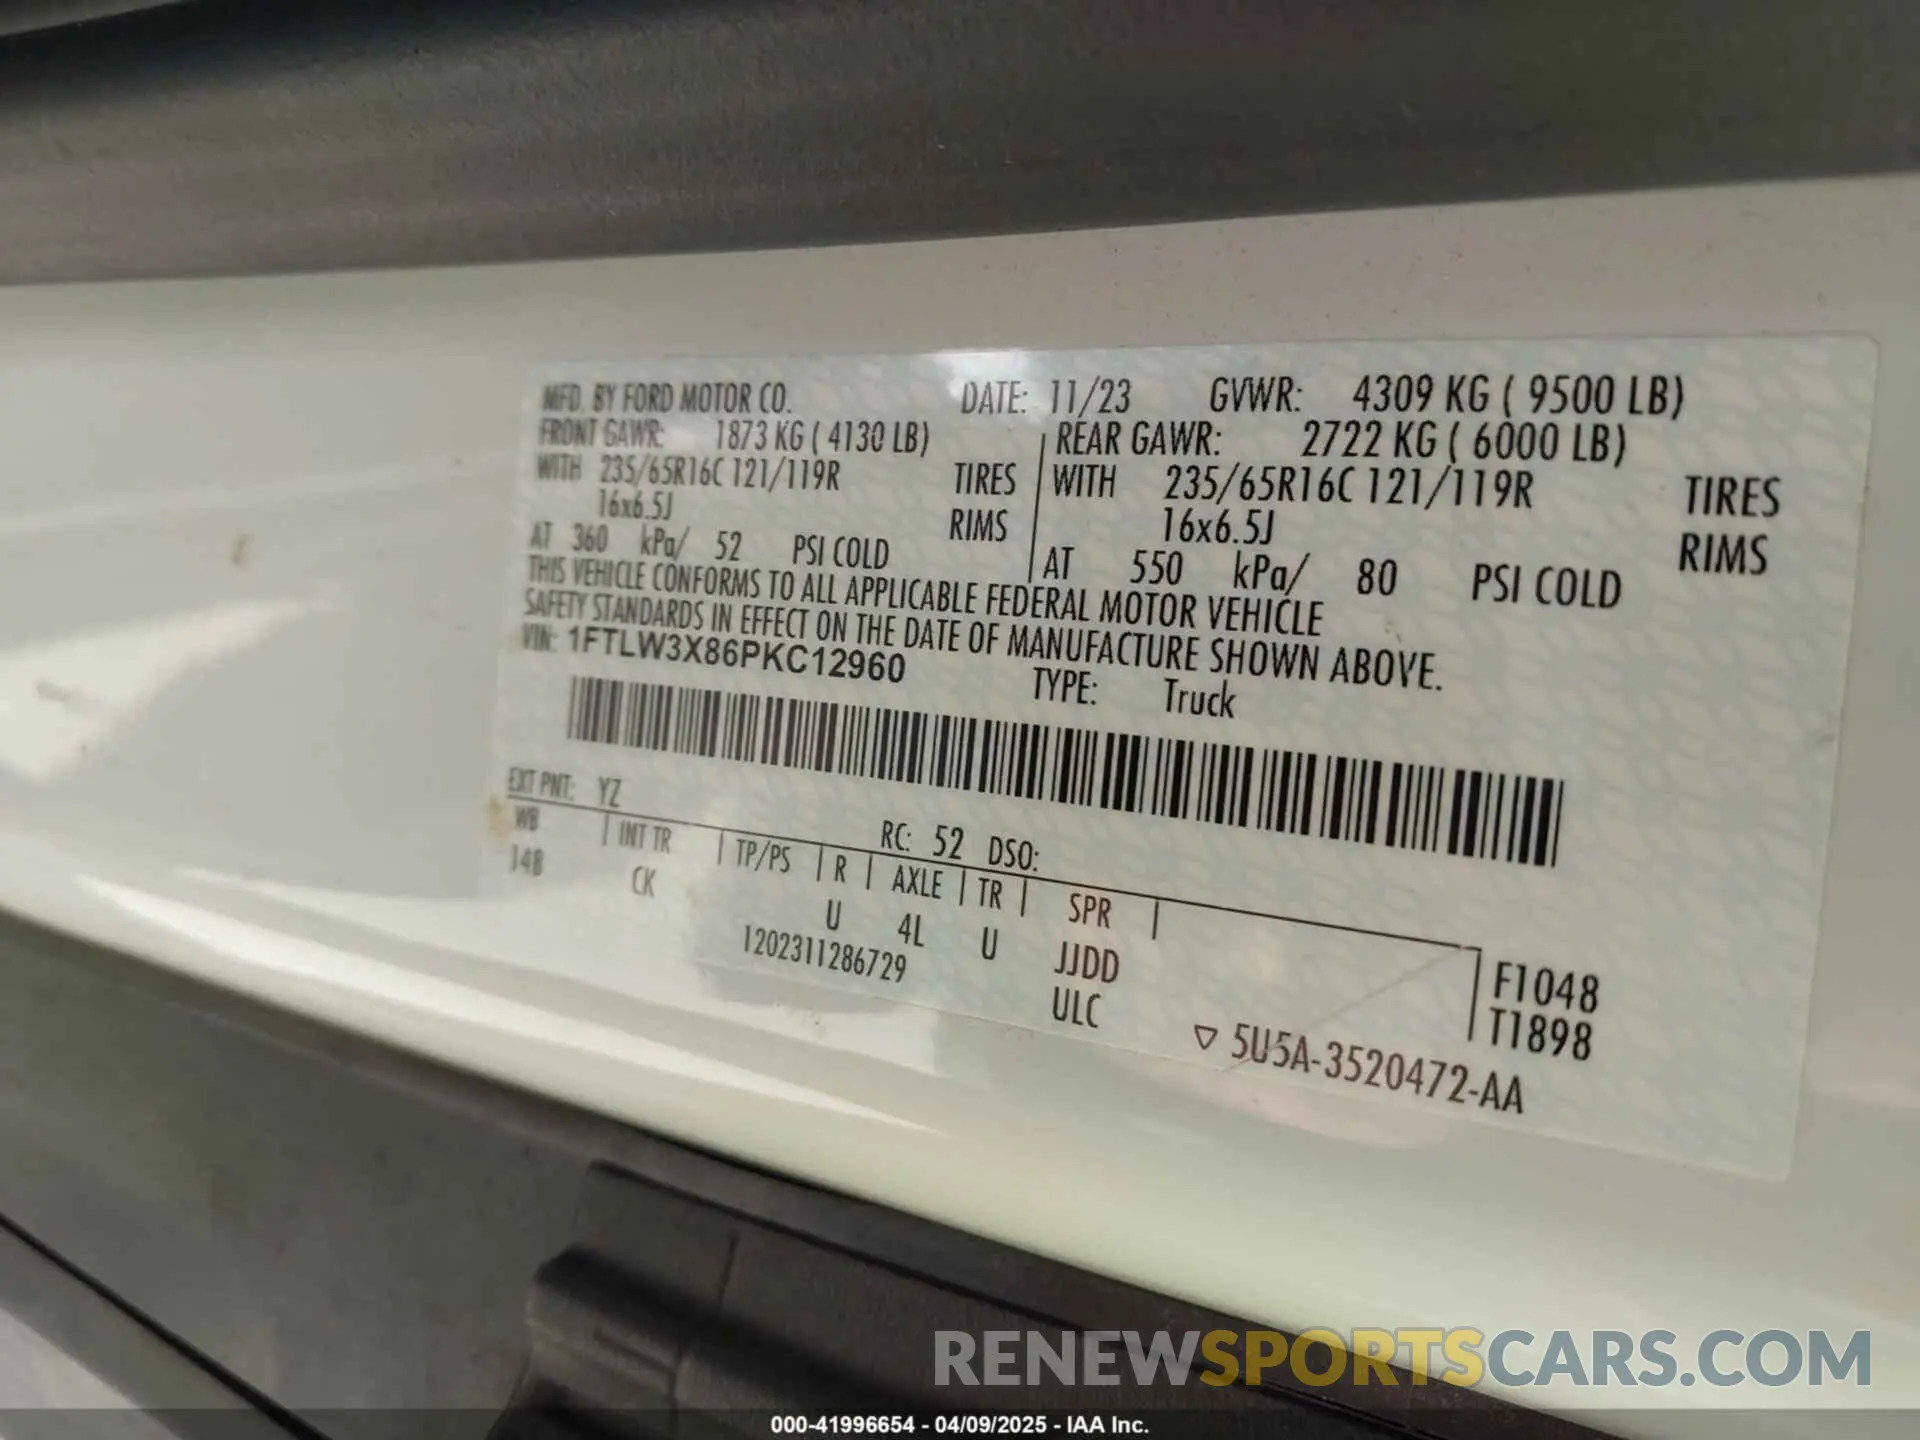 MFD. BY FORD MOTOR CO. DATE: 11/23 GVWR: 4309 KG ( 9500 LB)
FRONT GAWR: 1873 KG ( 4130 LB) REAR GAWR: 2722 KG ( 6000 LB)
WITH 235/65R16C 121/119R TIRES WITH 235/65R16C 121/119R TIRES
16x6.5J RIMS 16x6.5J RIMS
AT 360 kPa/ 52 PSI COLD AT 550 kPa/ 80 PSI COLD
THIS VEHICLE CONFORMS TO ALL APPLICABLE FEDERAL MOTOR VEHICLE
SAFETY STANDARDS IN EFFECT ON THE DATE OF MANUFACTURE SHOWN ABOVE.
VIN: 1FTLW3X86PKC12960 TYPE: Truck
EXT PNT: YZ RC: 52 DSO:
WB INT TR TP/PS R AXLE TR SPR
148 CK U 4L U JJDD
1202311286729 ULC
F1048
T1898
▽ 5U5A-3520472-AA
RENEWSPORTSCARS.COM
000-41996654 - 04/09/2025 - IAA Inc.